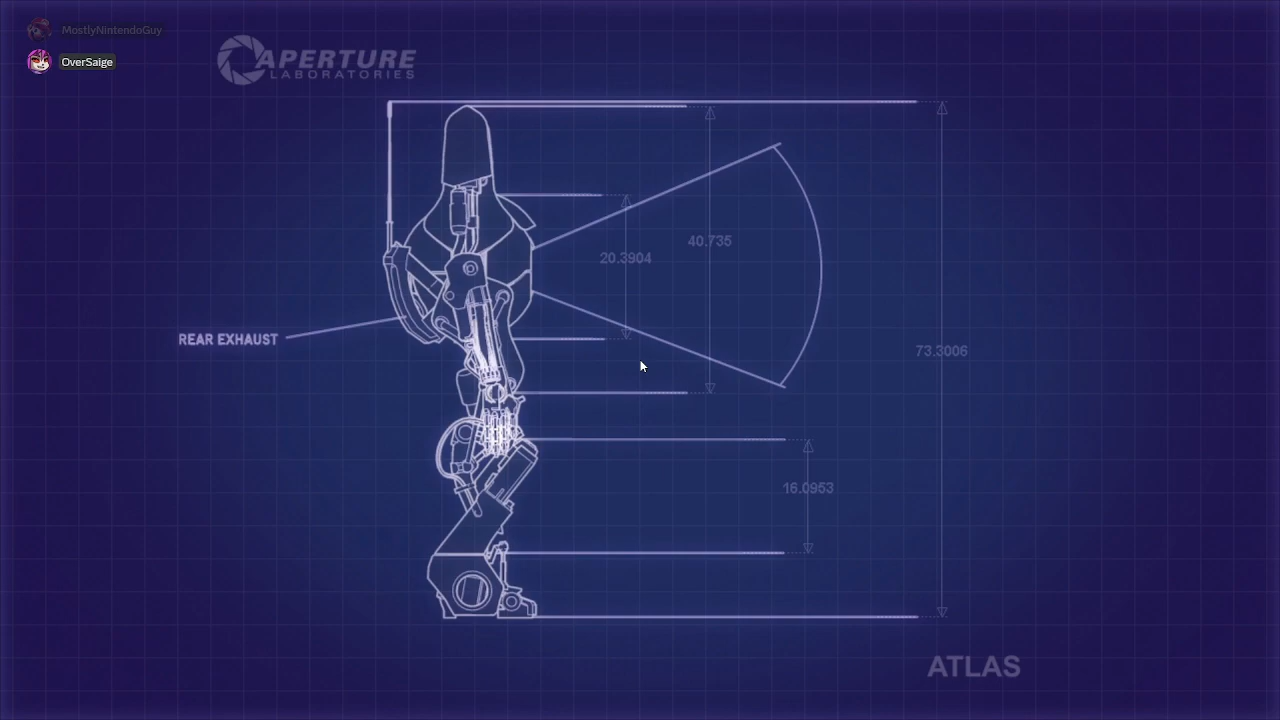 MostlyNintendoGuy
OverSaige
APERTURE
LABORATORIES
40.735
20.3904
REAR EXHAUST
73.3006
16.0953
ATLAS